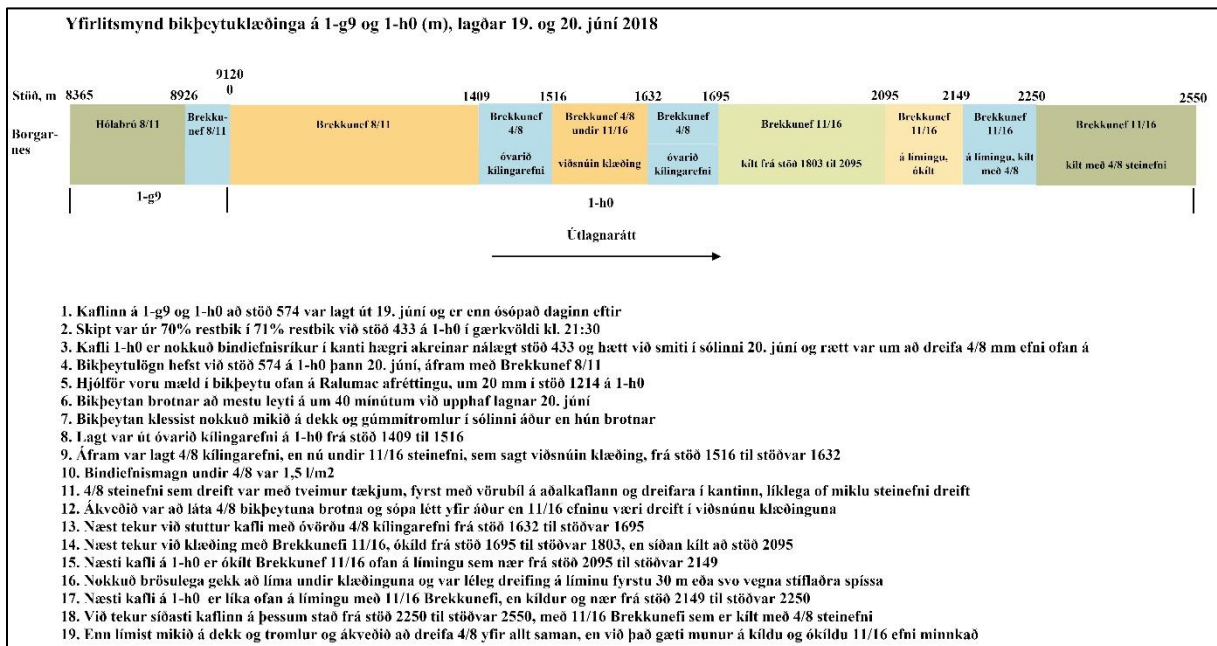 Yfirlitsmynd bikþeytuklæðinga á 1-g9 og 1-h0 (m), lagðar 19. og 20. júní 2018
9120
Stöð, m 8365 8926 0 1409 1516 1632 1695 2095 2149 2250 2550
Borgar-
nes
Hólabrú 8/11
Brekku-
nef 8/11
Brekkunef 8/11
Brekkunef
4/8
óvarið
kílingarefni
Brekkunef 4/8
undir 11/16
viðsnúin klæðing
Brekkunef
4/8
óvarið
kílingarefni
Brekkunef 11/16
kílt frá stöð 1803 til 2095
Brekkunef
11/16
á límingu,
ókílt
Brekkunef
11/16
á límingu, kílt
með 4/8
Brekkunef 11/16
kílt með 4/8 steinefni
1-g9
1-h0
Útlagnarátt
1. Kaflinn á 1-g9 og 1-h0 að stöð 574 var lagt út 19. júní og er enn ósópað daginn eftir
2. Skipt var úr 70% restbik í 71% restbik við stöð 433 á 1-h0 í gærkvöldi kl. 21:30
3. Kafli 1-h0 er nokkuð bindiefnisríkur í kanti hægri akreinar nálægt stöð 433 og hætt við smiti í sólinni 20. júní og rætt var um að dreifa 4/8 mm efni ofan á
4. Bikþeytulögn hefst við stöð 574 á 1-h0 þann 20. júní, áfram með Brekkunef 8/11
5. Hjólför voru mæld í bikþeytu ofan á Ralumac afréttingu, um 20 mm í stöð 1214 á 1-h0
6. Bikþeytan brotnar að mestu leyti á um 40 mínútum við upphaf lagnar 20. júní
7. Bikþeytan klessist nokkuð mikið á dekk og gúmmítromlur í sólinni áður en hún brotnar
8. Lagt var út óvarið kílingarefni á 1-h0 frá stöð 1409 til 1516
9. Áfram var lagt 4/8 kílingarefni, en nú undir 11/16 steinefni, sem sagt viðsnúin klæðing, frá stöð 1516 til stöðvar 1632
10. Bindiefnismagn undir 4/8 var 1,5 l/m2
11. 4/8 steinefni sem dreift var með tveimur tækjum, fyrst með vörubíl á aðalkaflann og dreifara í kantinn, líklega of miklu steinefni dreift
12. Ákveðið var að láta 4/8 bikþeytuna brotna og sópa létt yfir áður en 11/16 efninu væri dreift í viðsnúnu klæðinguna
13. Næst tekur við stuttur kafli með óvörðu 4/8 kílingarefni frá stöð 1632 til stöðvar 1695
14. Næst tekur við klæðing með Brekkunefi 11/16, ókíld frá stöð 1695 til stöðvar 1803, en síðan kílt að stöð 2095
15. Næsti kafli á 1-h0 er ókílt Brekkunef 11/16 ofan á límingu sem nær frá stöð 2095 til stöðvar 2149
16. Nokkuð brösulega gekk að líma undir klæðinguna og var léleg dreifing á líminu fyrstu 30 m eða svo vegna stíflaðra spíssa
17. Næsti kafli á 1-h0 er líka ofan á límingu með 11/16 Brekkunefi, en kíldur og nær frá stöð 2149 til stöðvar 2250
18. Við tekur síðasti kaflinn á þessum stað frá stöð 2250 til stöðvar 2550, með 11/16 Brekkunefi sem er kílt með 4/8 steinefni
19. Enn límist mikið á dekk og tromlur og ákveðið að dreifa 4/8 yfir allt saman, en við það gæti munur á kíldu og ókíldu 11/16 efni minnkað